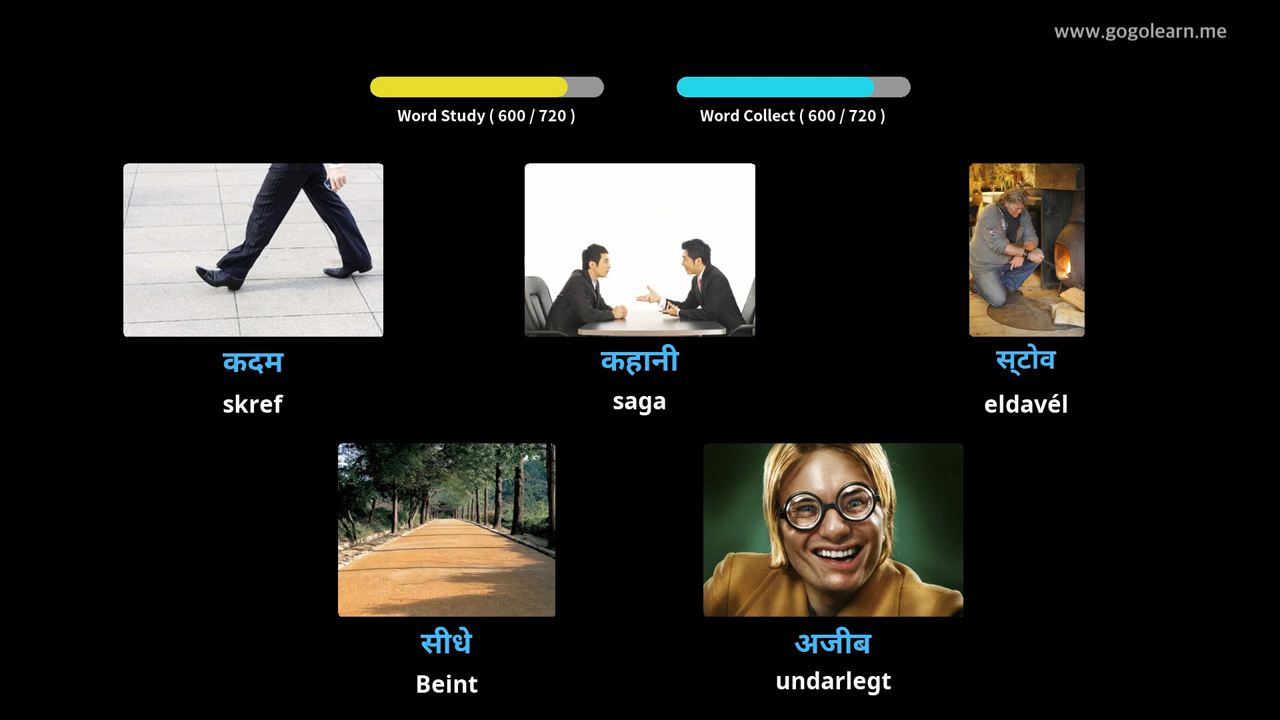 www.gogolearn.me
Word Study ( 600 / 720 )
Word Collect ( 600 / 720 )
कदम
skref
कहानी
saga
स्टोव
eldavél
सीधे
Beint
अजीब
undarlegt